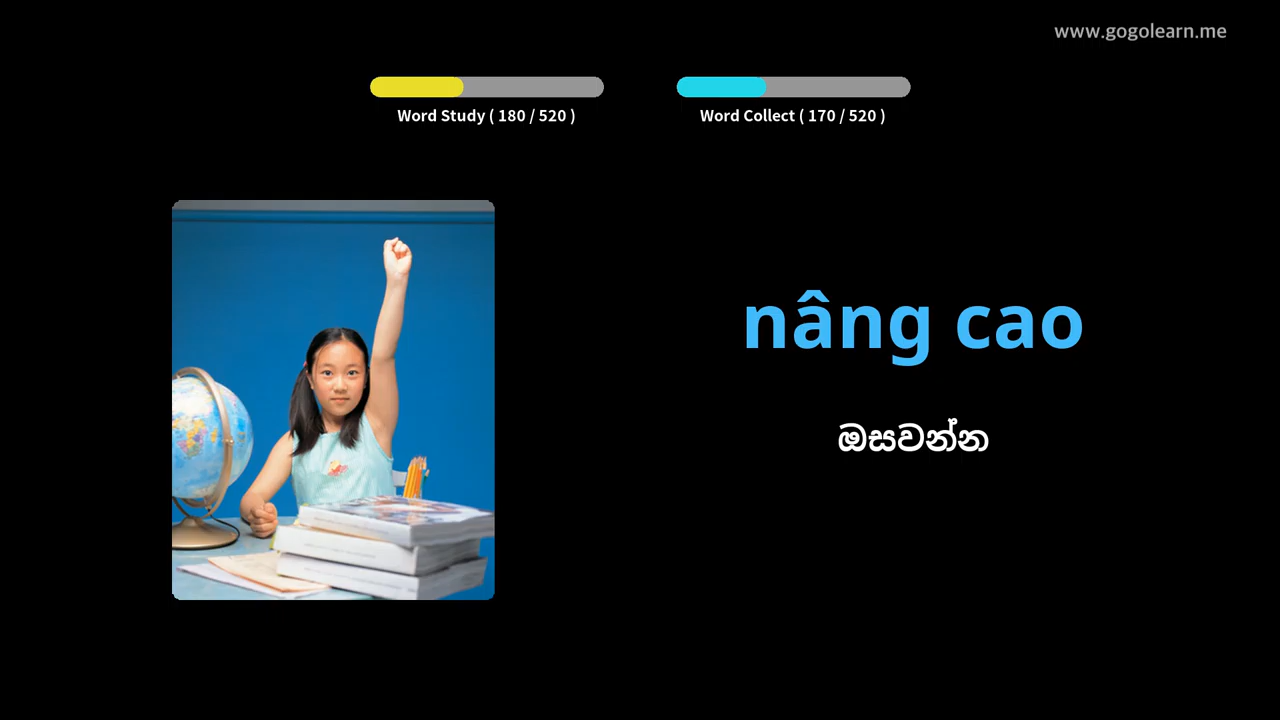 www.gogolearn.me
Word Study ( 180 / 520 )
Word Collect ( 170 / 520 )
nâng cao
ඔසවන්න